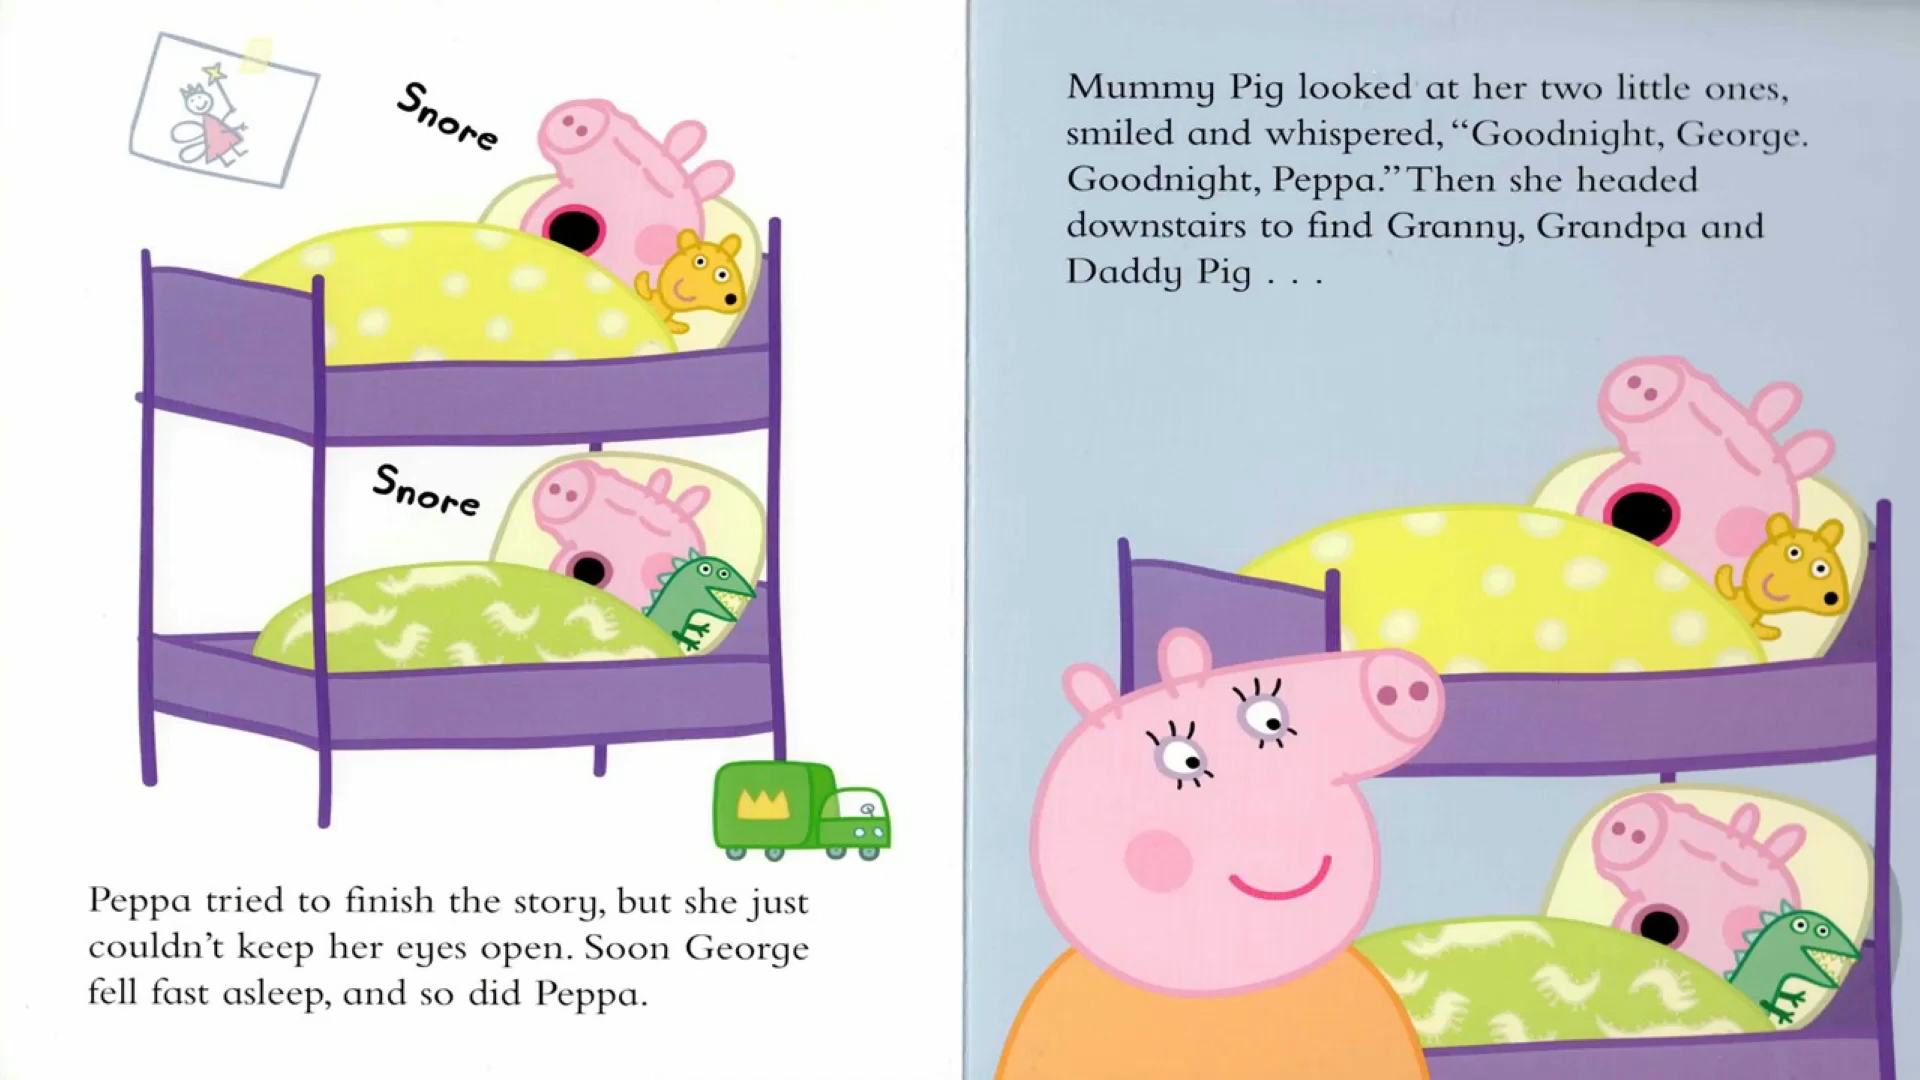 Snore
Snore
Peppa tried to finish the story, but she just
couldn't keep her eyes open. Soon George
fell fast asleep, and so did Peppa.
Mummy Pig looked at her two little ones,
smiled and whispered, “Goodnight, George.
Goodnight, Peppa.” Then she headed
downstairs to find Granny, Grandpa and
Daddy Pig . . .